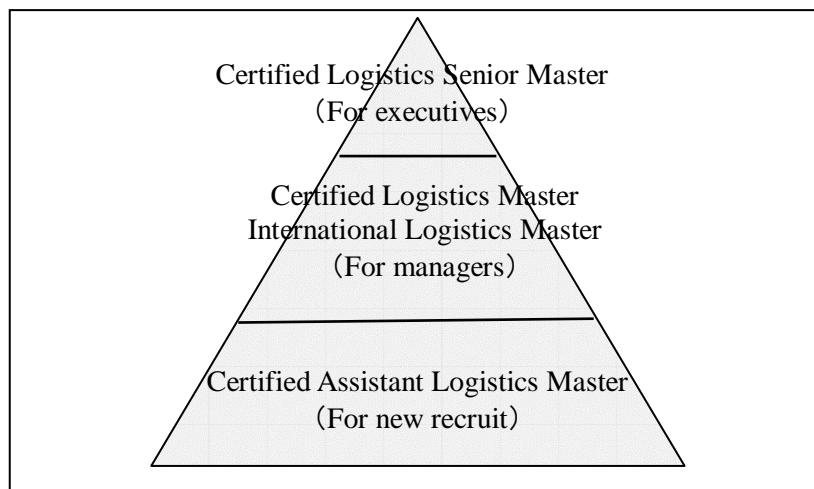 Certified Logistics Senior Master
（For executives）
Certified Logistics Master
International Logistics Master
（For managers）
Certified Assistant Logistics Master
（For new recruit）